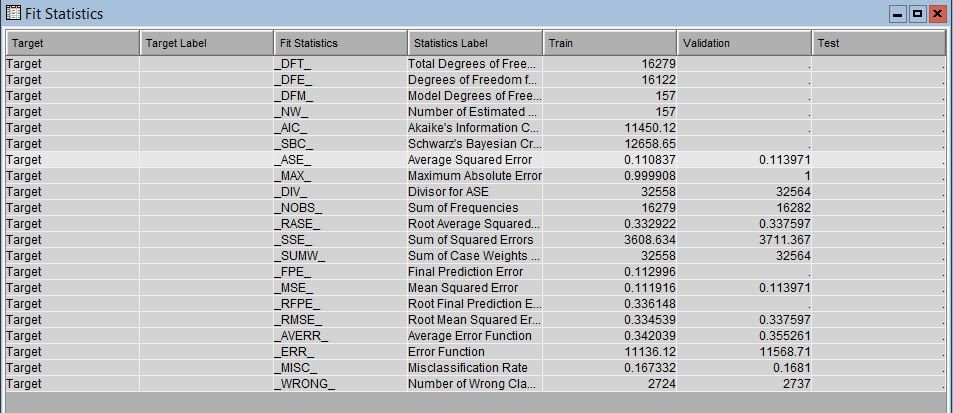 Fit Statistics
Target Target Label Fit Statistics Statistics Label Train Validation Test
Target _DFT_ Total Degrees of Free... 16279 . .
Target _DFE_ Degrees of Freedom f... 16122 . .
Target _DFM_ Model Degrees of Free... 157 . .
Target _NW_ Number of Estimated ... 157 . .
Target _AIC_ Akaike's Information C... 11450.12 . .
Target _SBC_ Schwarz's Bayesian Cr... 12658.65 . .
Target _ASE_ Average Squared Error 0.110837 0.113971 .
Target _MAX_ Maximum Absolute Error 0.999908 1 .
Target _DIV_ Divisor for ASE 32558 32564 .
Target _NOBS_ Sum of Frequencies 16279 16282 .
Target _RASE_ Root Average Squared... 0.332922 0.337597 .
Target _SSE_ Sum of Squared Errors 3608.634 3711.367 .
Target _SUMW_ Sum of Case Weights ... 32558 32564 .
Target _FPE_ Final Prediction Error 0.112996 . .
Target _MSE_ Mean Squared Error 0.111916 0.113971 .
Target _RFPE_ Root Final Prediction E... 0.336148 . .
Target _RMSE_ Root Mean Squared Er... 0.334539 0.337597 .
Target _AVERR_ Average Error Function 0.342039 0.355261 .
Target _ERR_ Error Function 11136.12 11568.71 .
Target _MISC_ Misclassification Rate 0.167332 0.1681 .
Target _WRONG_ Number of Wrong Cla... 2724 2737 .